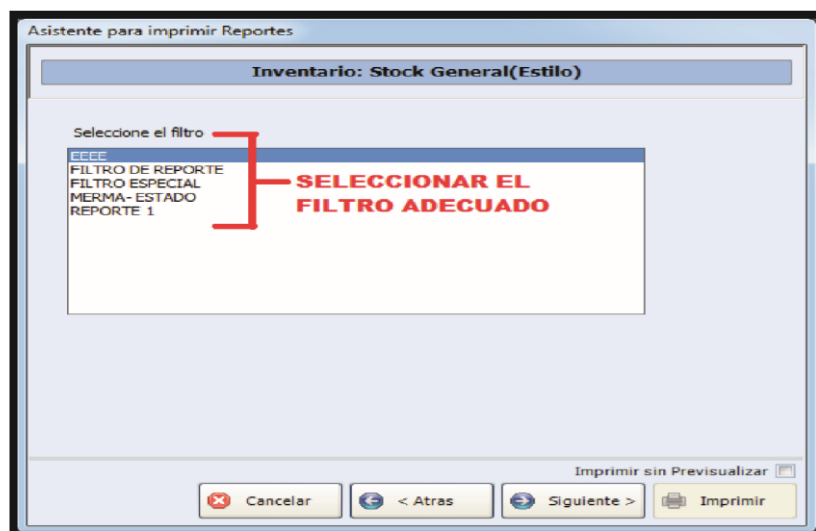 Asistente para imprimir Reportes
Inventario: Stock General(Estilo)
Seleccione el filtro
EEEE
FILTRO DE REPORTE
FILTRO ESPECIAL
MERMA-ESTADO
REPORTE 1
SELECCIONAR EL
FILTRO ADECUADO
Imprimir sin Previsualizar
Cancelar
< Atras
Siguiente >
Imprimir